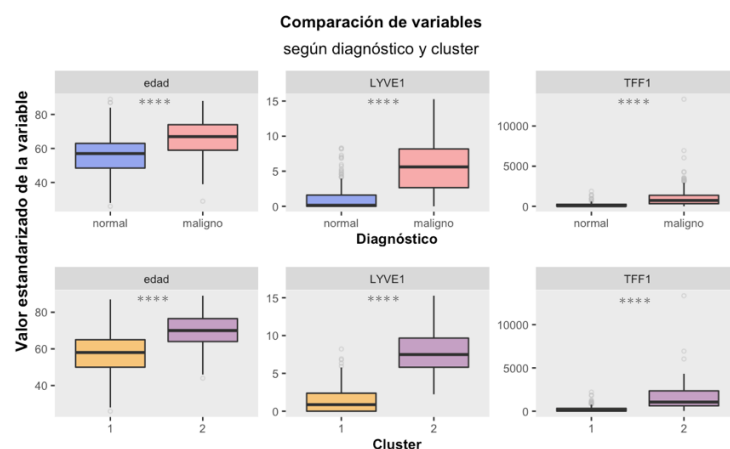 Comparación de variables
según diagnóstico y cluster
Valor estandarizado de la variable
edad LYVE1 TFF1
**** **** ****
80
60
40
15
10
5
0
10000
5000
0
normal maligno normal maligno normal maligno
Diagnóstico
edad LYVE1 TFF1
**** **** ****
80
60
40
15
10
5
0
10000
5000
0
1 2 1 2 1 2
Cluster